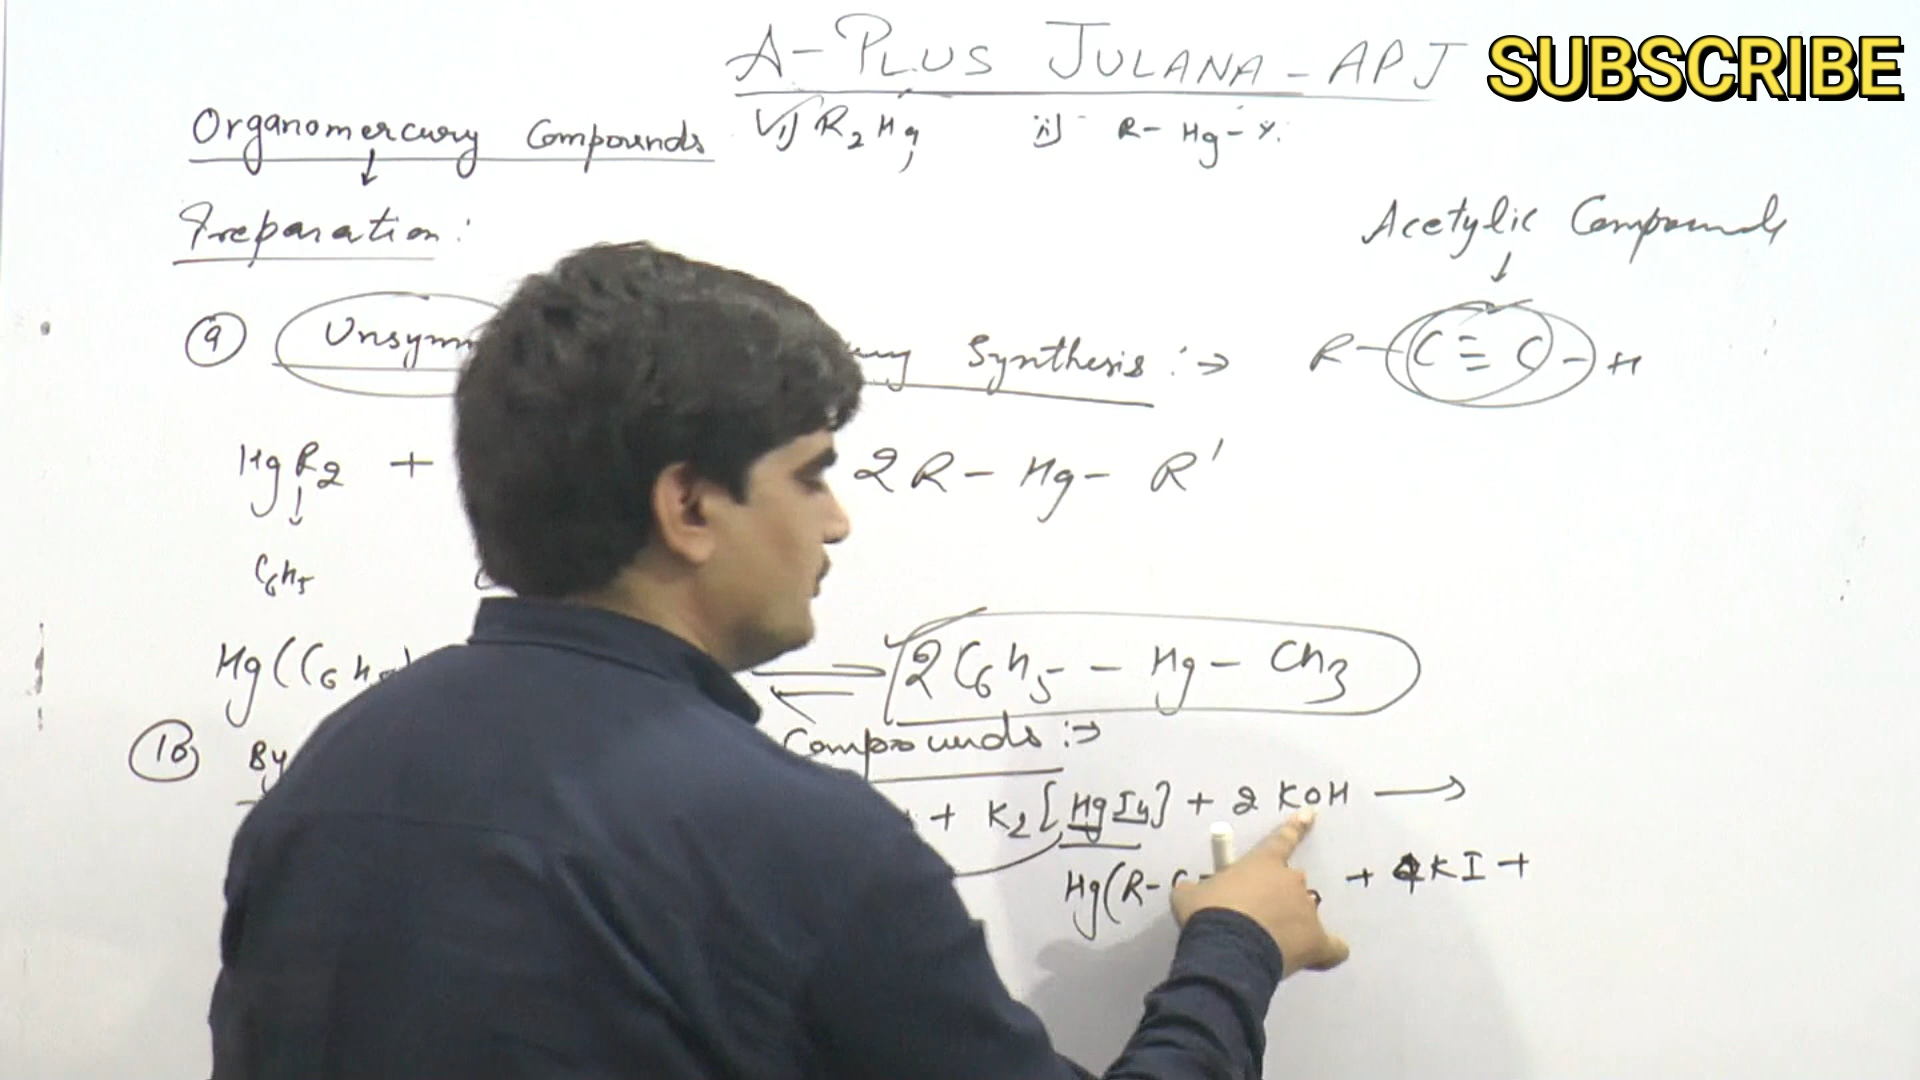 A-PLUS JULANA-APJ
SUBSCRIBE
Organomercury Compounds i) R2Hg ii) R-Hg-X.
Preparation:
Acetylic Compounds
9 Synthesis :→ R-C≡C-H
HgR2 + 2R-Hg-R'
C6H5
Hg(C6H5 2C6H5-Hg-CH3
10 By Compounds :→
+ K2[HgI4] + 2KOH →
Hg(R-C + 4KI +